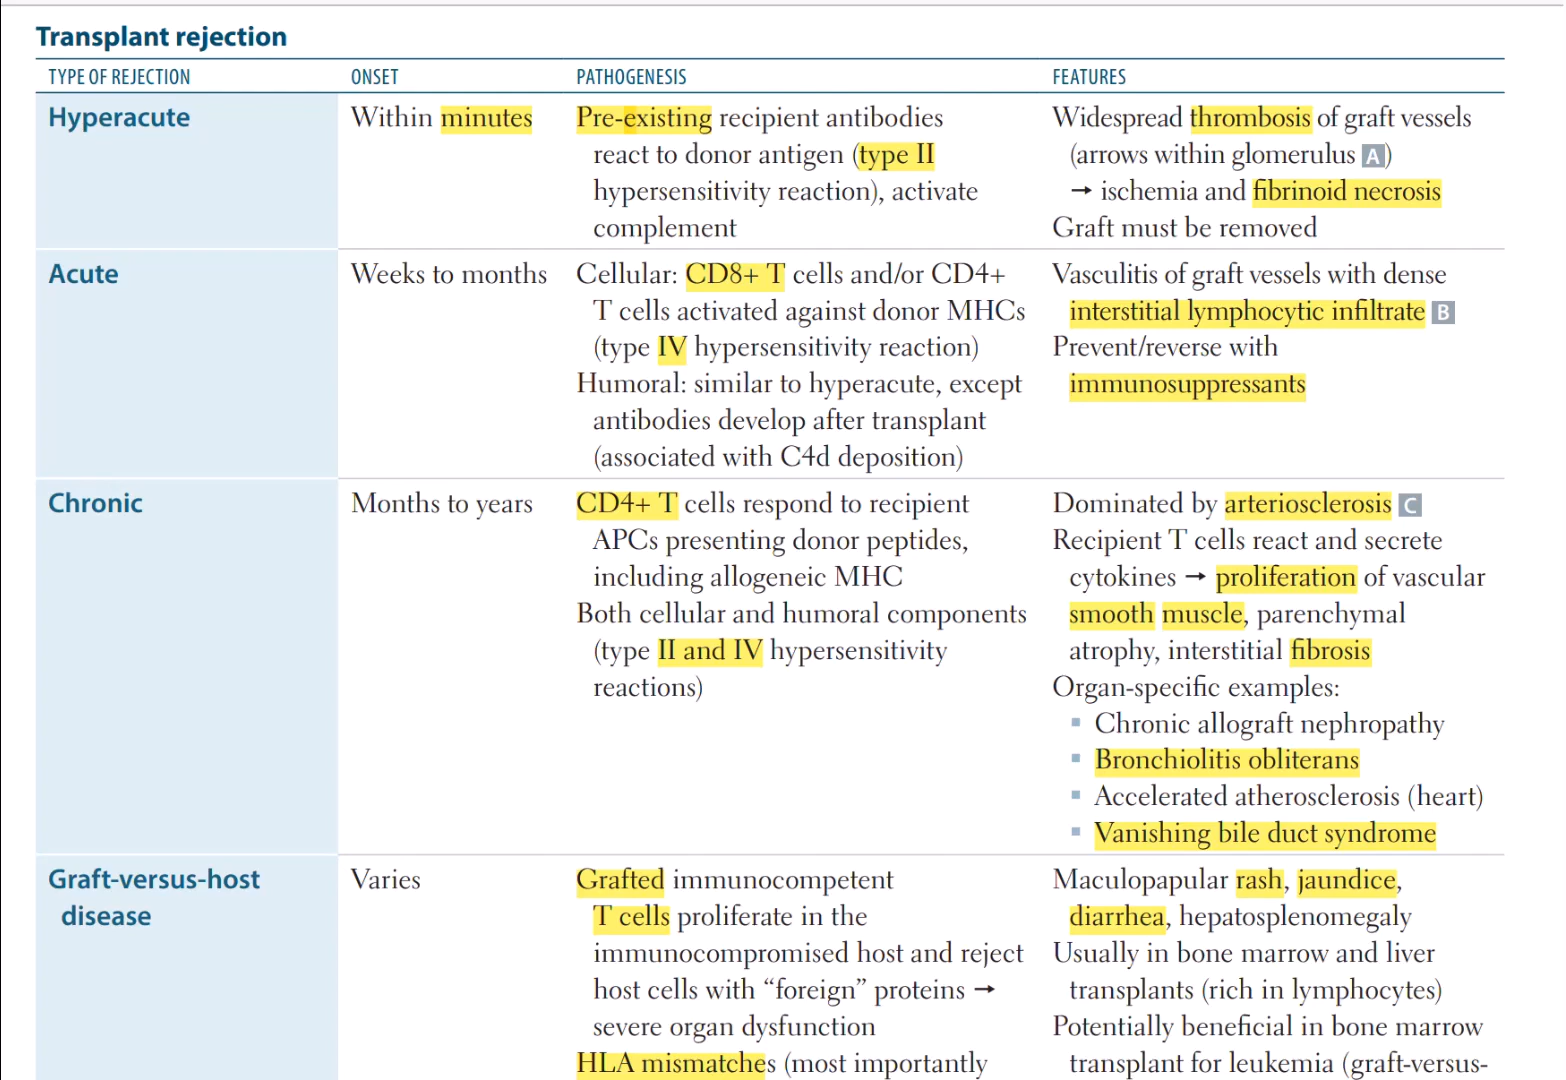 Transplant rejection
TYPE OF REJECTION ONSET PATHOGENESIS FEATURES
Hyperacute
Within minutes
Pre-existing recipient antibodies
react to donor antigen (type II
hypersensitivity reaction), activate
complement
Widespread thrombosis of graft vessels
(arrows within glomerulus A)
→ ischemia and fibrinoid necrosis
Graft must be removed
Acute
Weeks to months
Cellular: CD8+ T cells and/or CD4+
T cells activated against donor MHCs
(type IV hypersensitivity reaction)
Humoral: similar to hyperacute, except
antibodies develop after transplant
(associated with C4d deposition)
Vasculitis of graft vessels with dense
interstitial lymphocytic infiltrate B
Prevent/reverse with
immunosuppressants
Chronic
Months to years
CD4+ T cells respond to recipient
APCs presenting donor peptides,
including allogeneic MHC
Both cellular and humoral components
(type II and IV hypersensitivity
reactions)
Dominated by arteriosclerosis C
Recipient T cells react and secrete
cytokines → proliferation of vascular
smooth muscle, parenchymal
atrophy, interstitial fibrosis
Organ-specific examples:
▪ Chronic allograft nephropathy
▪ Bronchiolitis obliterans
▪ Accelerated atherosclerosis (heart)
▪ Vanishing bile duct syndrome
Graft-versus-host
disease
Varies
Grafted immunocompetent
T cells proliferate in the
immunocompromised host and reject
host cells with “foreign” proteins →
severe organ dysfunction
HLA mismatches (most importantly
Maculopapular rash, jaundice,
diarrhea, hepatosplenomegaly
Usually in bone marrow and liver
transplants (rich in lymphocytes)
Potentially beneficial in bone marrow
transplant for leukemia (graft-versus-